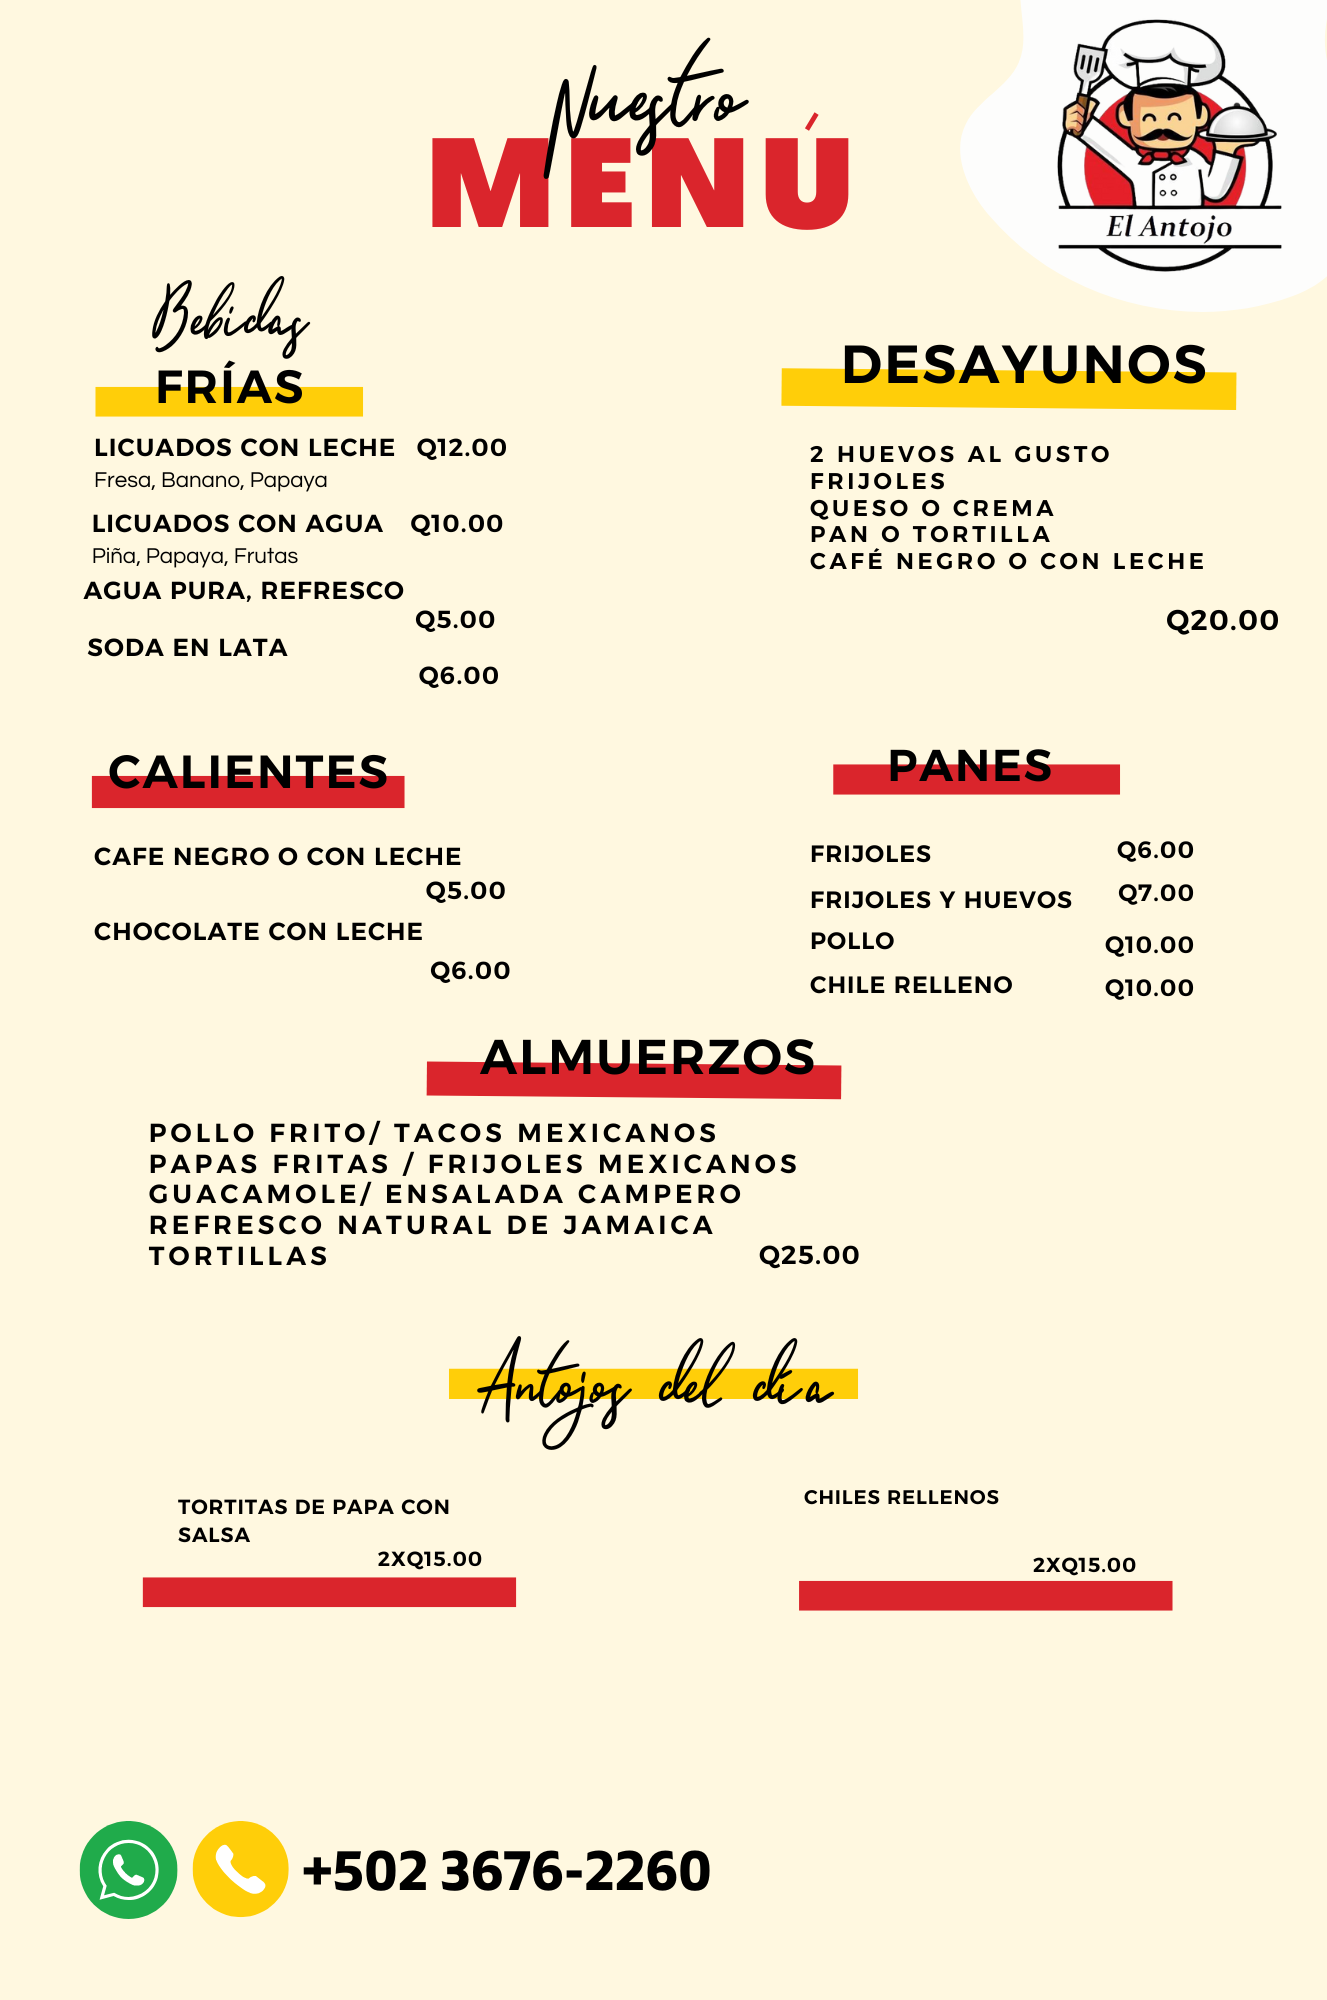 Nuestro
MENÚ
El Antojo
Bebidas
FRÍAS
LICUADOS CON LECHE Q12.00
Fresa, Banano, Papaya
LICUADOS CON AGUA Q10.00
Piña, Papaya, Frutas
AGUA PURA, REFRESCO
Q5.00
SODA EN LATA
Q6.00
DESAYUNOS
2 HUEVOS AL GUSTO
FRIJOLES
QUESO O CREMA
PAN O TORTILLA
CAFÉ NEGRO O CON LECHE
Q20.00
CALIENTES
CAFE NEGRO O CON LECHE
Q5.00
CHOCOLATE CON LECHE
Q6.00
PANES
FRIJOLES Q6.00
FRIJOLES Y HUEVOS Q7.00
POLLO Q10.00
CHILE RELLENO Q10.00
ALMUERZOS
POLLO FRITO/ TACOS MEXICANOS
PAPAS FRITAS / FRIJOLES MEXICANOS
GUACAMOLE/ ENSALADA CAMPERO
REFRESCO NATURAL DE JAMAICA
TORTILLAS Q25.00
Antojos del día
TORTITAS DE PAPA CON
SALSA
2XQ15.00
CHILES RELLENOS
2XQ15.00
+502 3676-2260